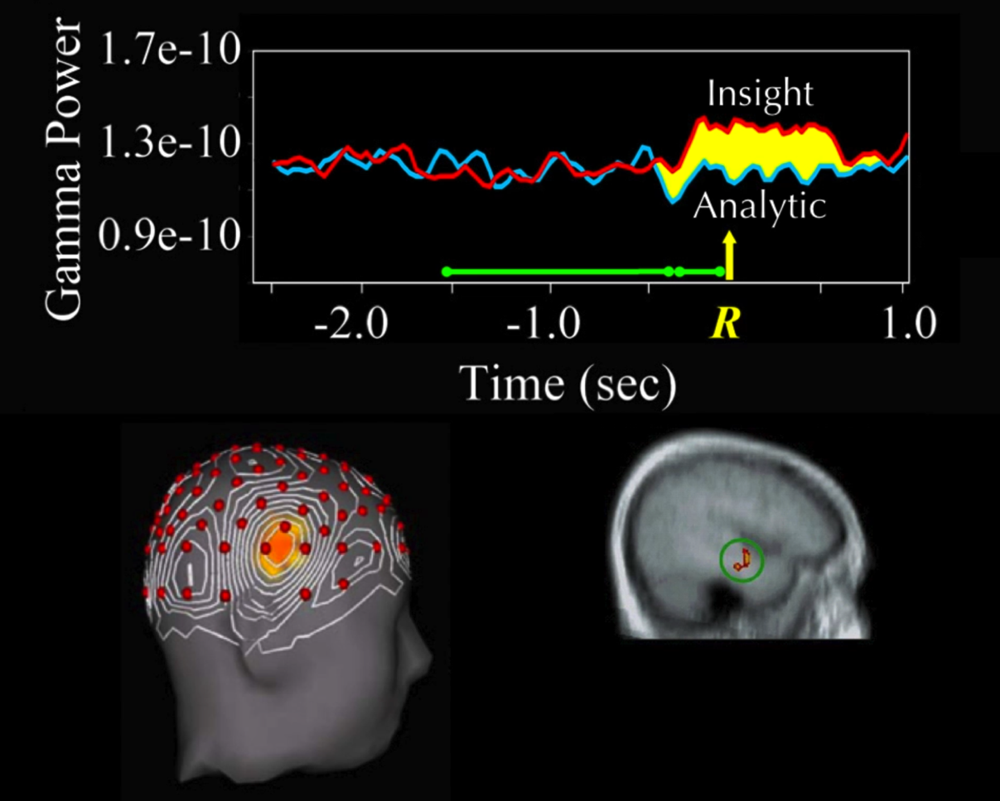 Gamma Power
1.7e-10
1.3e-10
0.9e-10
Insight
Analytic
-2.0 -1.0 R 1.0
Time (sec)